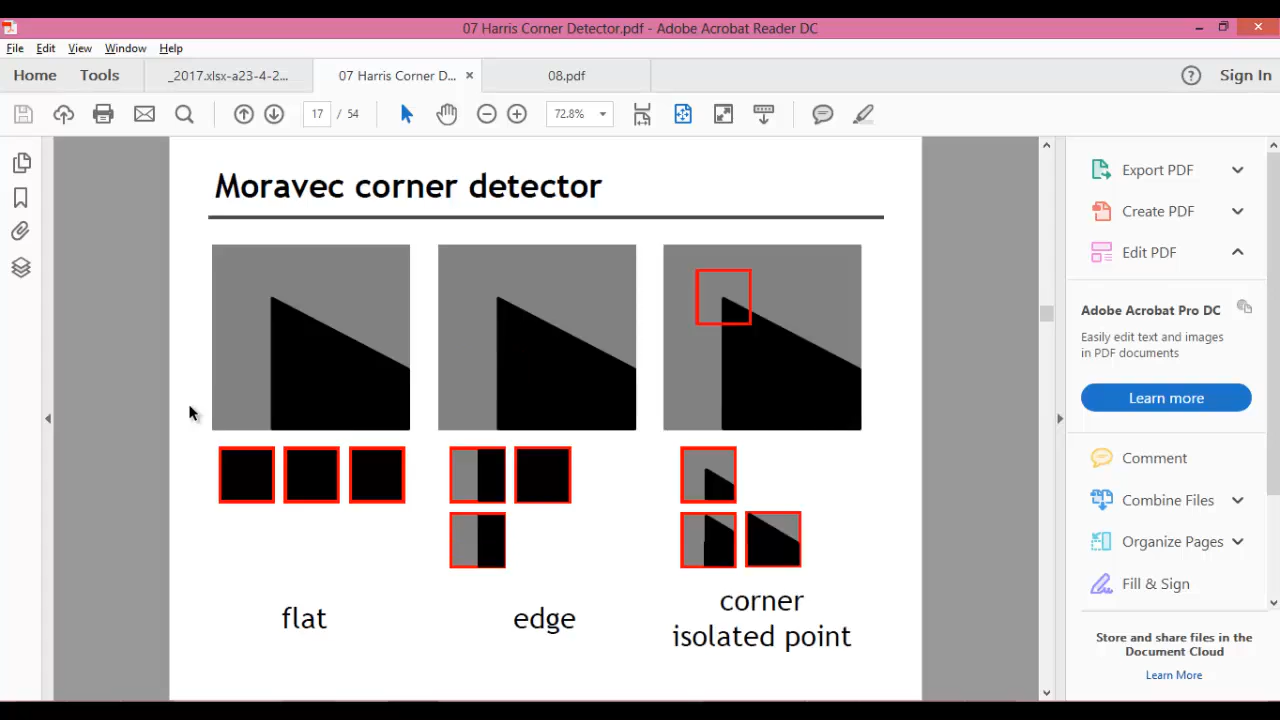 07 Harris Corner Detector.pdf - Adobe Acrobat Reader DC
File Edit View Window Help
Home Tools _2017.xlsx-a23-4-2... 07 Harris Corner D... 08.pdf Sign In
17 / 54 72.8%
Moravec corner detector
flat
edge
corner
isolated point
Export PDF
Create PDF
Edit PDF
Adobe Acrobat Pro DC
Easily edit text and images
in PDF documents
Learn more
Comment
Combine Files
Organize Pages
Fill & Sign
Store and share files in the
Document Cloud
Learn More